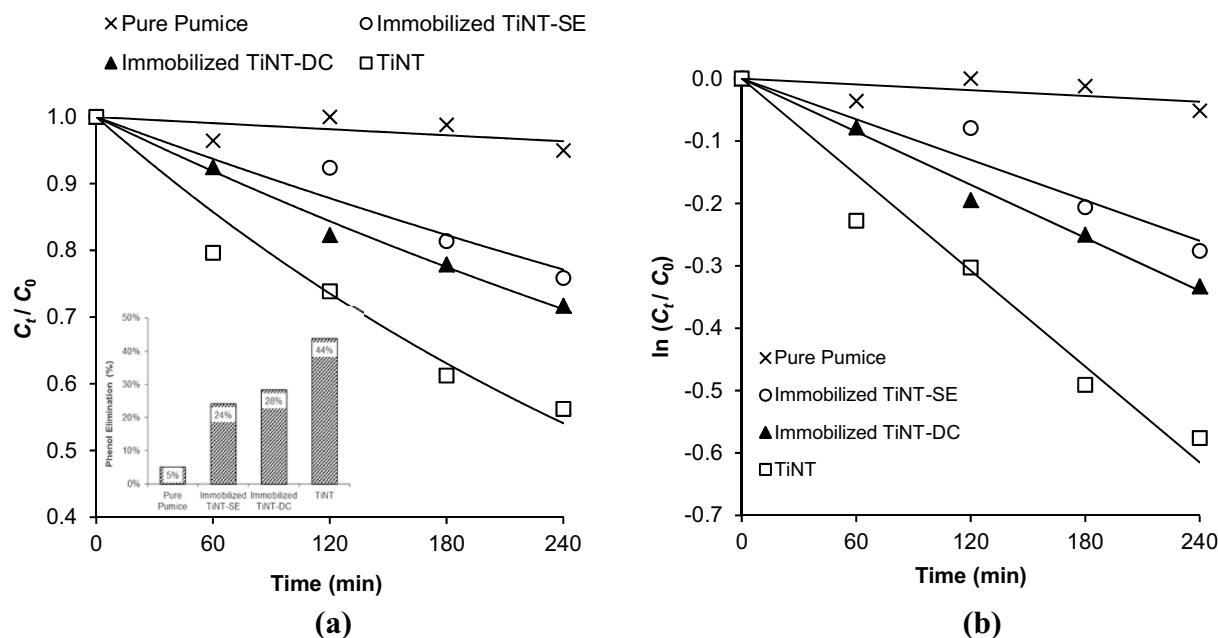 Pure Pumice
Immobilized TiNT-SE
Immobilized TiNT-DC
TiNT
1.0
0.9
0.8
0.7
0.6
0.5
0.4
Cₜ / C₀
0
60
120
180
240
Time (min)
50%
40%
30%
20%
10%
0%
Phenol Elimination (%)
5%
24%
28%
44%
Pure
Pumice
Immobilized
TiNT-SE
Immobilized
TiNT-DC
TiNT
(a)
0.0
-0.1
-0.2
-0.3
-0.4
-0.5
-0.6
-0.7
ln (Cₜ / C₀)
Pure Pumice
Immobilized TiNT-SE
Immobilized TiNT-DC
TiNT
0
60
120
180
240
Time (min)
(b)